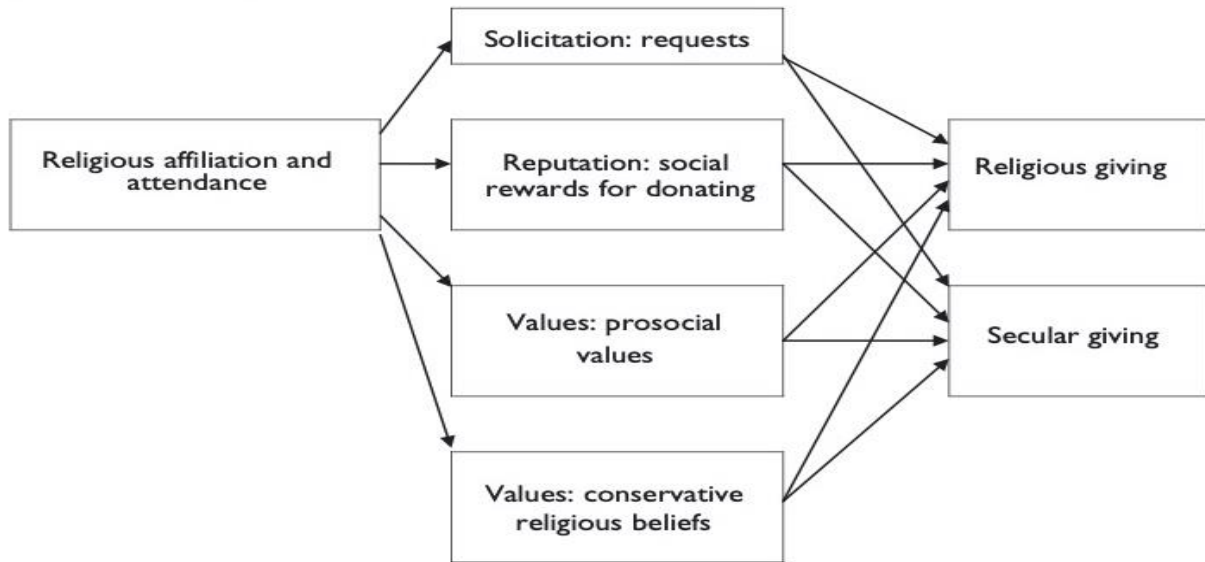 Solicitation: requests
Religious affiliation and
attendance
Reputation: social
rewards for donating
Religious giving
Values: prosocial
values
Secular giving
Values: conservative
religious beliefs